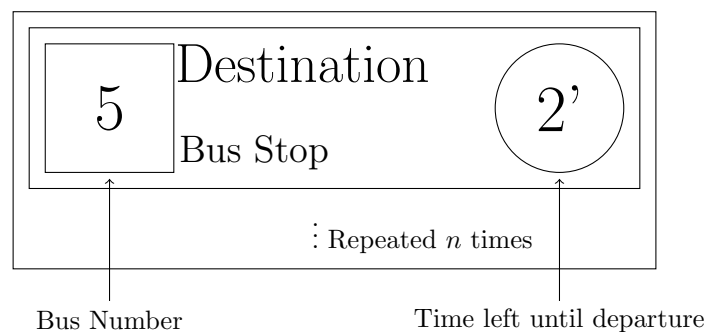 5
Destination
Bus Stop
2’
⋮ Repeated n times
Bus Number
Time left until departure